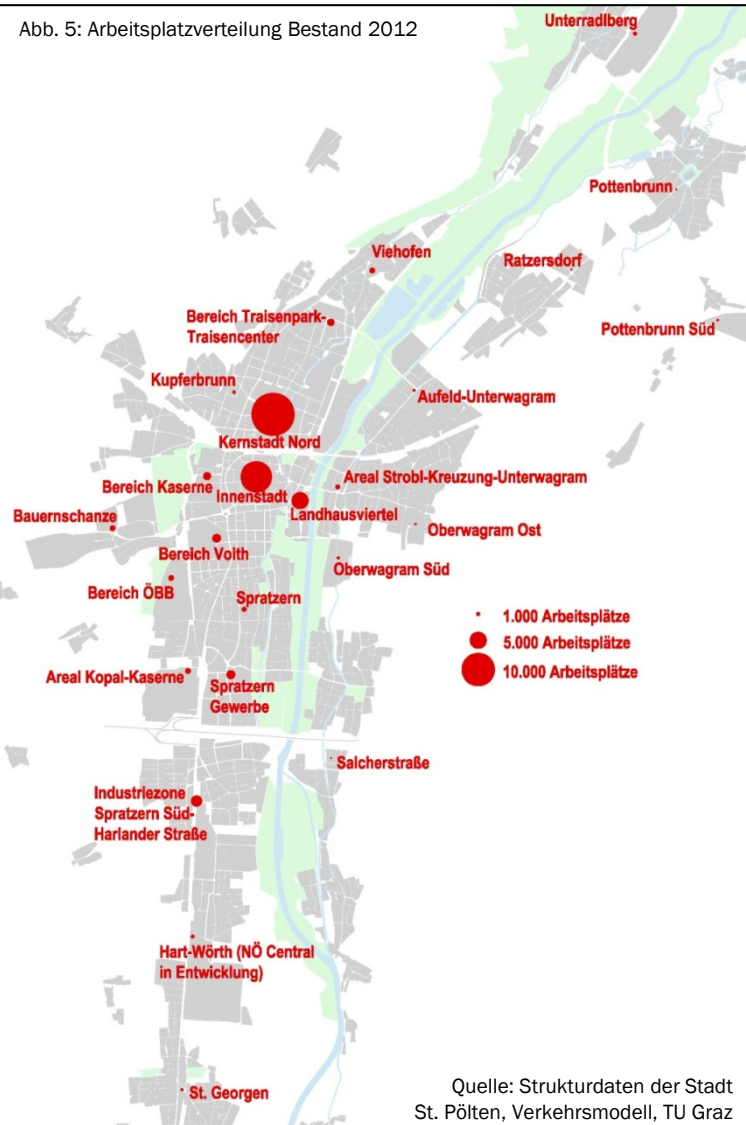 Abb. 5: Arbeitsplatzverteilung Bestand 2012
Unterradlberg
Pottenbrunn
Viehofen
Ratzersdorf
Bereich Traisenpark-
Traisencenter
Pottenbrunn Süd
Kupferbrunn
Aufeld-Unterwagram
Kernstadt Nord
Areal Strobl-Kreuzung-Unterwagram
Bereich Kaserne
Innenstadt
Landhausviertel
Bauernschanze
Oberwagram Ost
Bereich Voith
Oberwagram Süd
Bereich ÖBB
Spratzern
1.000 Arbeitsplätze
5.000 Arbeitsplätze
10.000 Arbeitsplätze
Areal Kopal-Kaserne
Spratzern
Gewerbe
Salcherstraße
Industriezone
Spratzern Süd-
Harlander Straße
Hart-Wörth (NÖ Central
in Entwicklung)
St. Georgen
Quelle: Strukturdaten der Stadt
St. Pölten, Verkehrsmodell, TU Graz